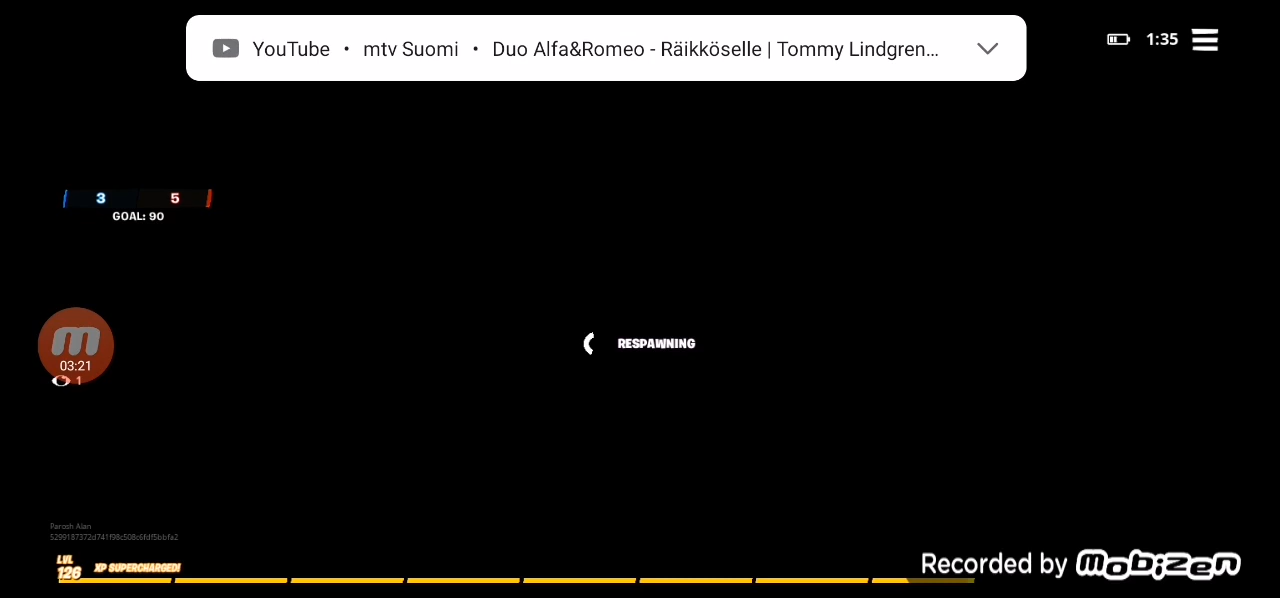 YouTube • mtv Suomi • Duo Alfa&Romeo - Räikköselle | Tommy Lindgren...
1:35
3 5
GOAL: 90
m
03:21
1
RESPAWNING
Parosh Alan
5299187372d741f98c508c6fdf5bbfa2
LVL
126 XP SUPERCHARGED!
Recorded by mobizen